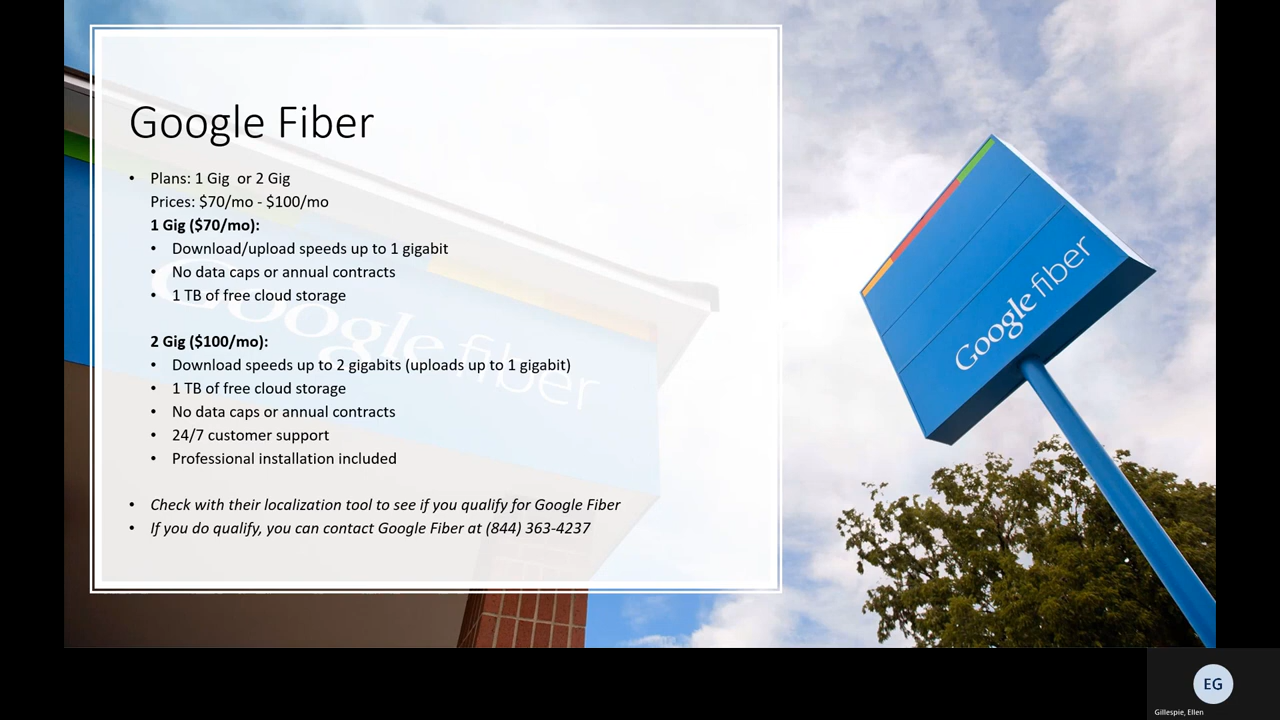 Google Fiber
• Plans: 1 Gig or 2 Gig
Prices: $70/mo - $100/mo
1 Gig ($70/mo):
• Download/upload speeds up to 1 gigabit
• No data caps or annual contracts
• 1 TB of free cloud storage
2 Gig ($100/mo):
• Download speeds up to 2 gigabits (uploads up to 1 gigabit)
• 1 TB of free cloud storage
• No data caps or annual contracts
• 24/7 customer support
• Professional installation included
• Check with their localization tool to see if you qualify for Google Fiber
• If you do qualify, you can contact Google Fiber at (844) 363-4237
Google fiber
Google fiber
EG
Gillespie, Ellen